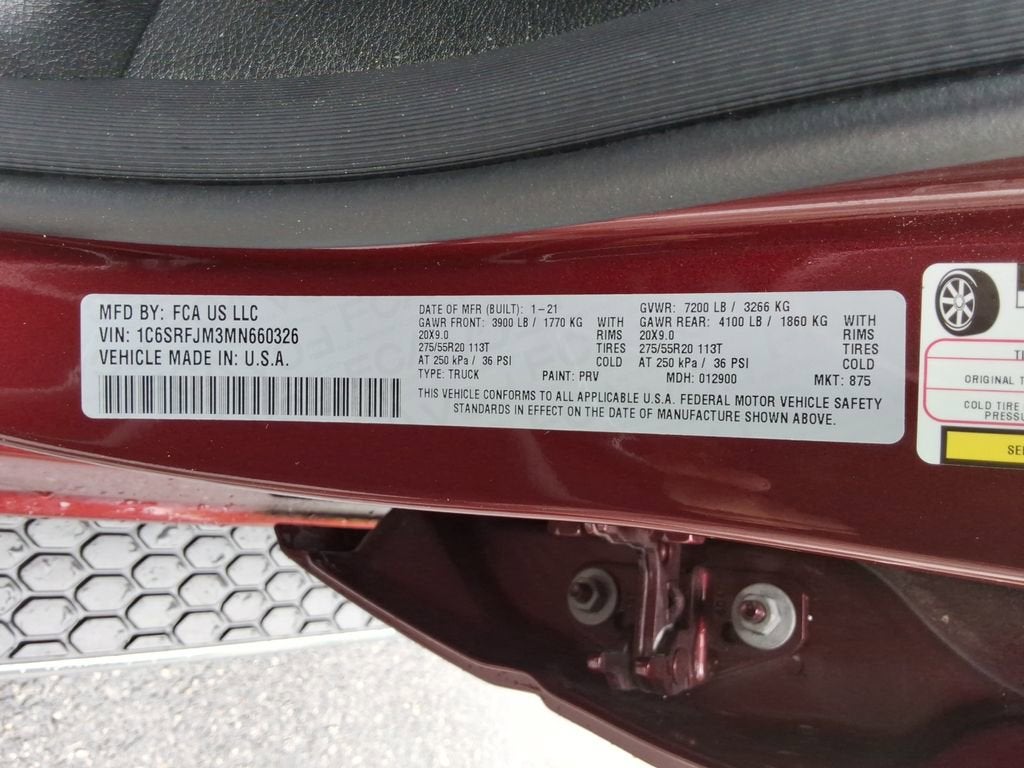 MFD BY: FCA US LLC
VIN: 1C6SRFJM3MN660326
VEHICLE MADE IN: U.S.A.
DATE OF MFR (BUILT): 1-21
GAWR FRONT: 3900 LB / 1770 KG WITH
20X9.0 RIMS
275/55R20 113T TIRES
AT 250 kPa / 36 PSI COLD
GVWR: 7200 LB / 3266 KG
GAWR REAR: 4100 LB / 1860 KG WITH
20X9.0 RIMS
275/55R20 113T TIRES
AT 250 kPa / 36 PSI COLD
TYPE: TRUCK PAINT: PRV MDH: 012900 MKT: 875
THIS VEHICLE CONFORMS TO ALL APPLICABLE U.S.A. FEDERAL MOTOR VEHICLE SAFETY
STANDARDS IN EFFECT ON THE DATE OF MANUFACTURE SHOWN ABOVE.
ORIGINAL
COLD TIRE